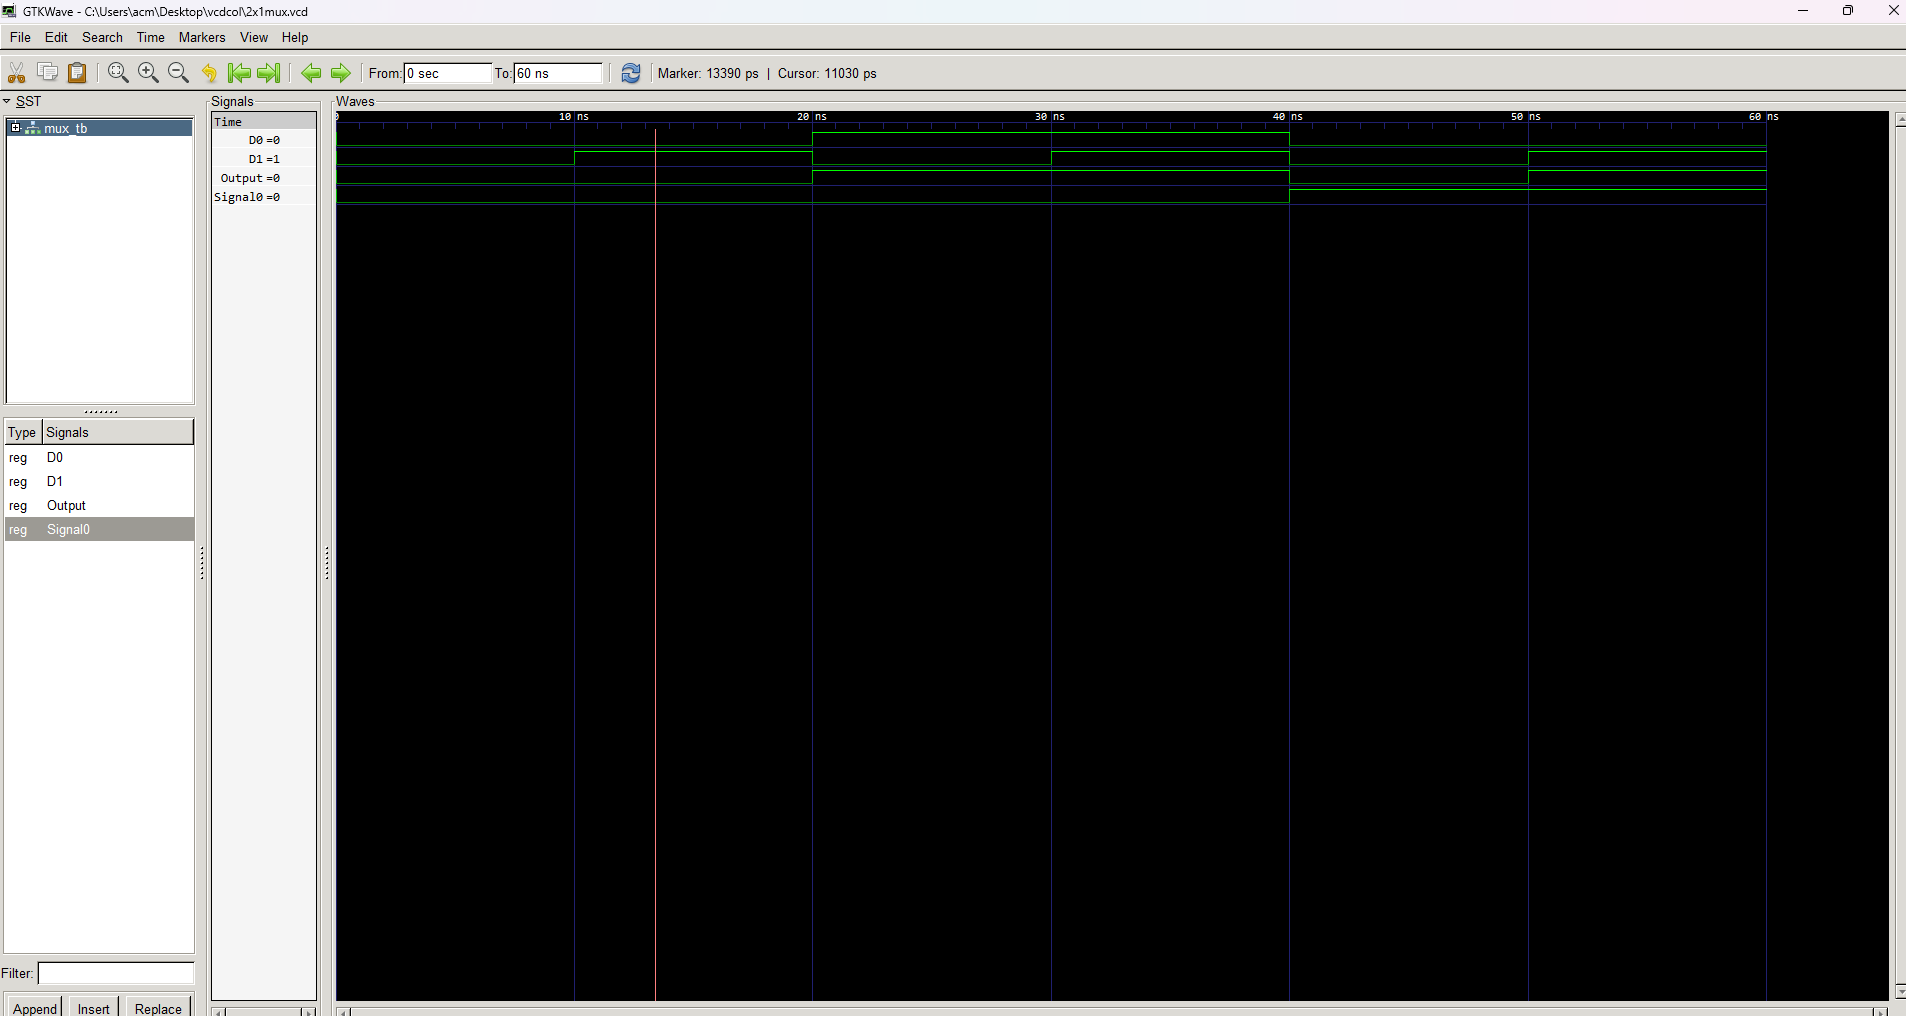 GTKWave - C:\Users\acm\Desktop\vcdcol\2x1mux.vcd
File Edit Search Time Markers View Help
From: 0 sec To: 60 ns Marker: 13390 ps | Cursor: 11030 ps
SST
mux_tb
Type Signals
reg D0
reg D1
reg Output
reg Signal0
Filter:
Append Insert Replace
Signals
Time
D0 =0
D1 =1
Output =0
Signal0 =0
Waves
10 ns 20 ns 30 ns 40 ns 50 ns 60 ns